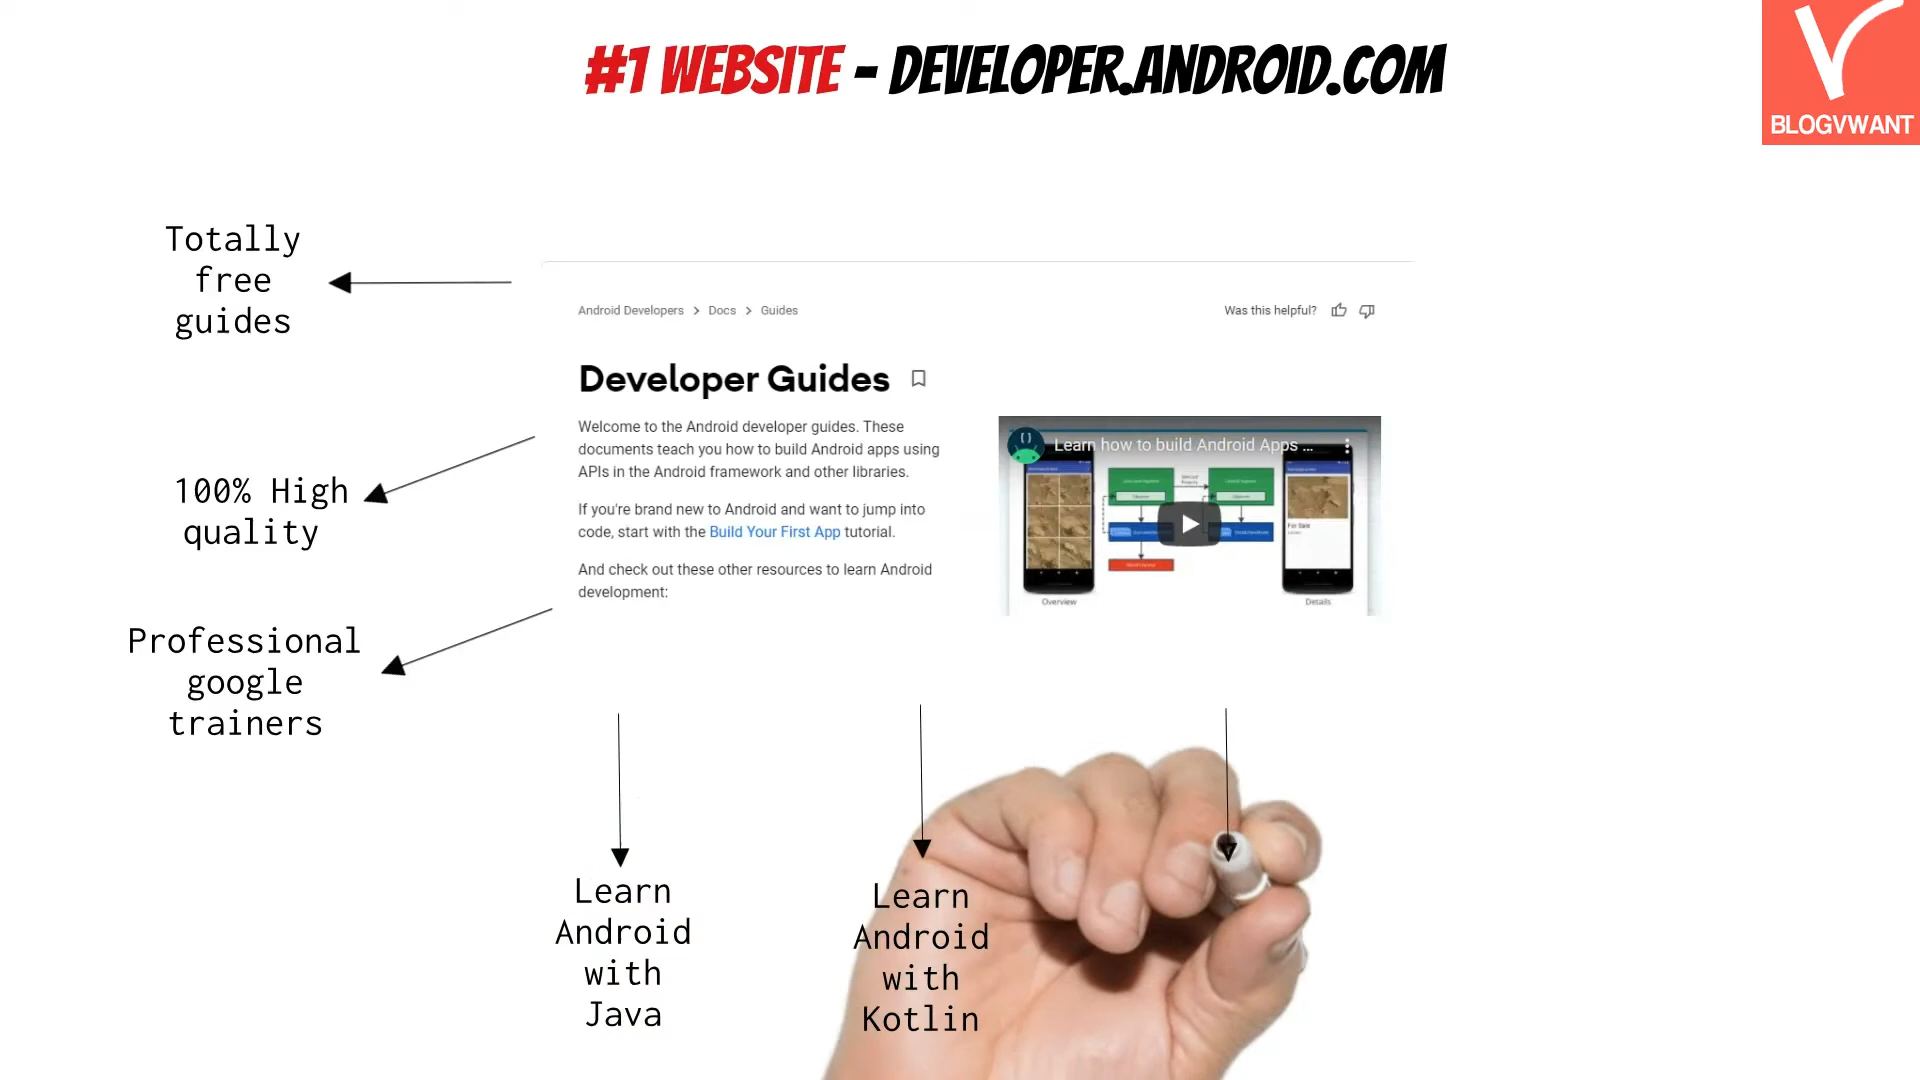 #1 WEBSITE - DEVELOPER.ANDROID.COM
BLOGVWANT
Totally
free
guides
Android Developers > Docs > Guides
Was this helpful?
Developer Guides
Welcome to the Android developer guides. These
documents teach you how to build Android apps using
APIs in the Android framework and other libraries.
If you're brand new to Android and want to jump into
code, start with the Build Your First App tutorial.
And check out these other resources to learn Android
development:
Learn how to build Android Apps ...
For Sale
Overview
Details
100% High
quality
Professional
google
trainers
Learn
Android
with
Java
Learn
Android
with
Kotlin